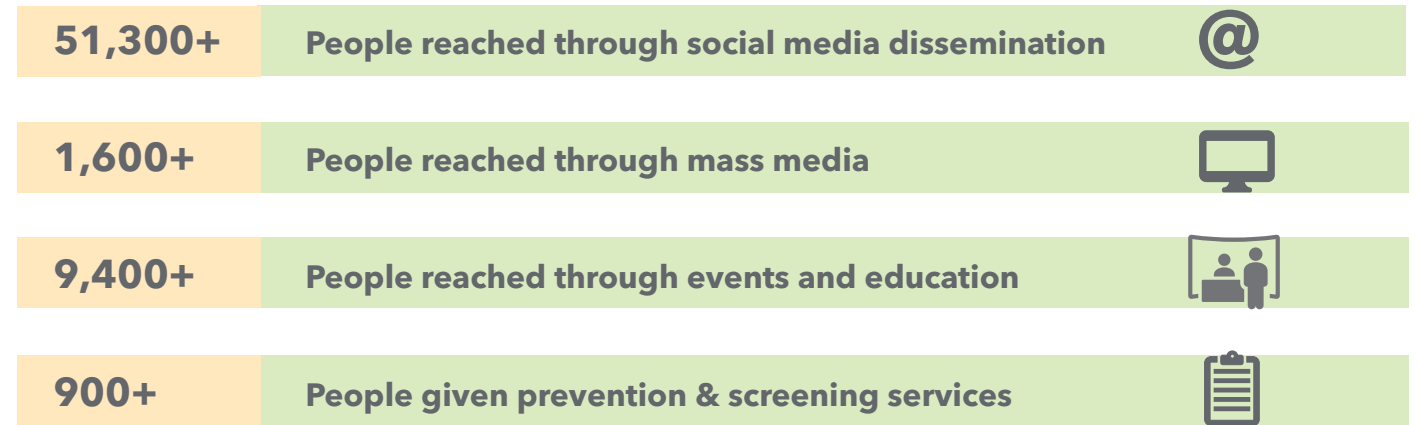 51,300+ People reached through social media dissemination @
1,600+ People reached through mass media
9,400+ People reached through events and education
900+ People given prevention & screening services